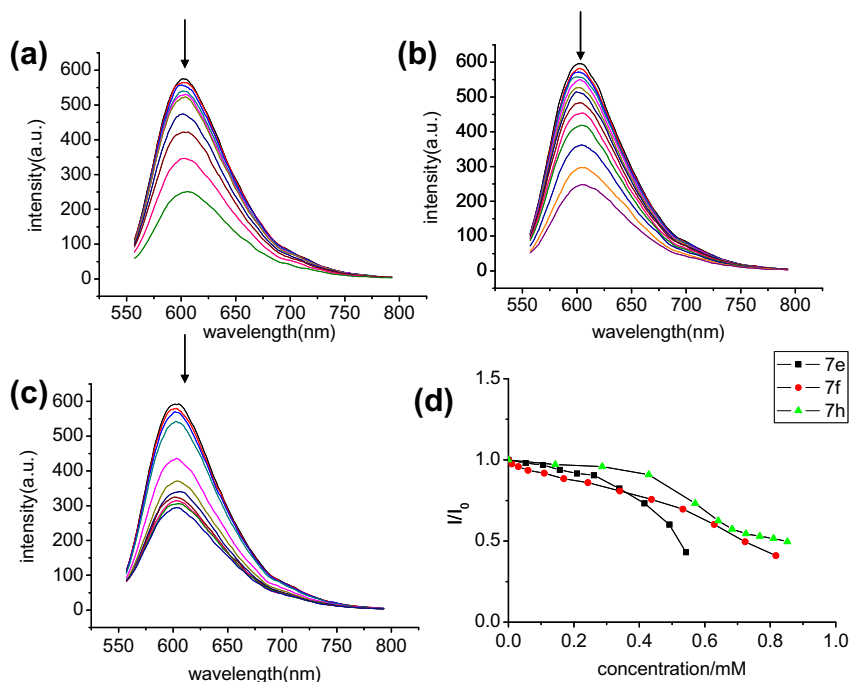 (a)
intensity(a.u.)
600
500
400
300
200
100
0
550 600 650 700 750 800
wavelength(nm)
(b)
intensity(a.u.)
600
500
400
300
200
100
0
550 600 650 700 750 800
wavelength(nm)
(c)
intensity(a.u.)
600
500
400
300
200
100
0
550 600 650 700 750 800
wavelength(nm)
(d)
7e
7f
7h
I/I0
1.5
1.0
0.5
0.0
0.0 0.2 0.4 0.6 0.8 1.0
concentration/mM